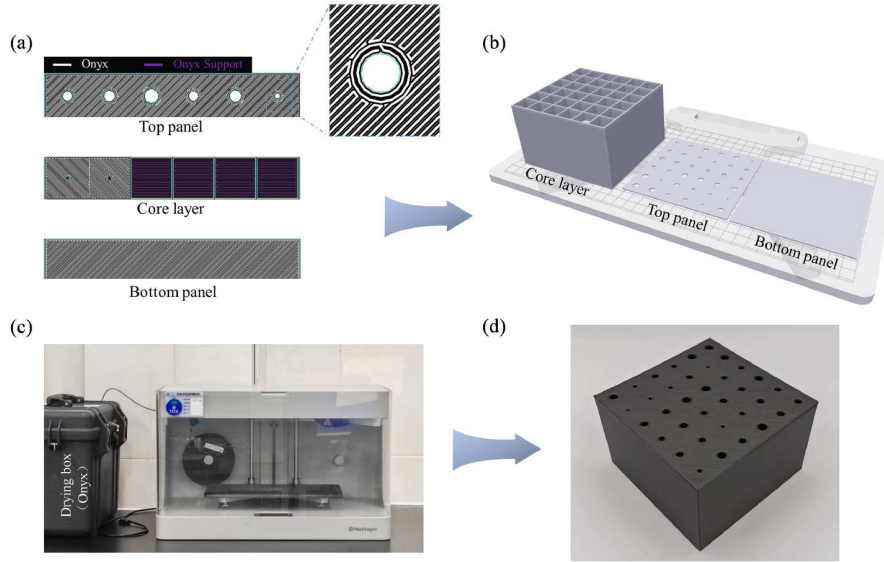 (a)
Onyx
Onyx Support
Top panel
Core layer
Bottom panel
(b)
Core layer
Top panel
Bottom panel
(c)
Drying box
(Onyx)
(d)